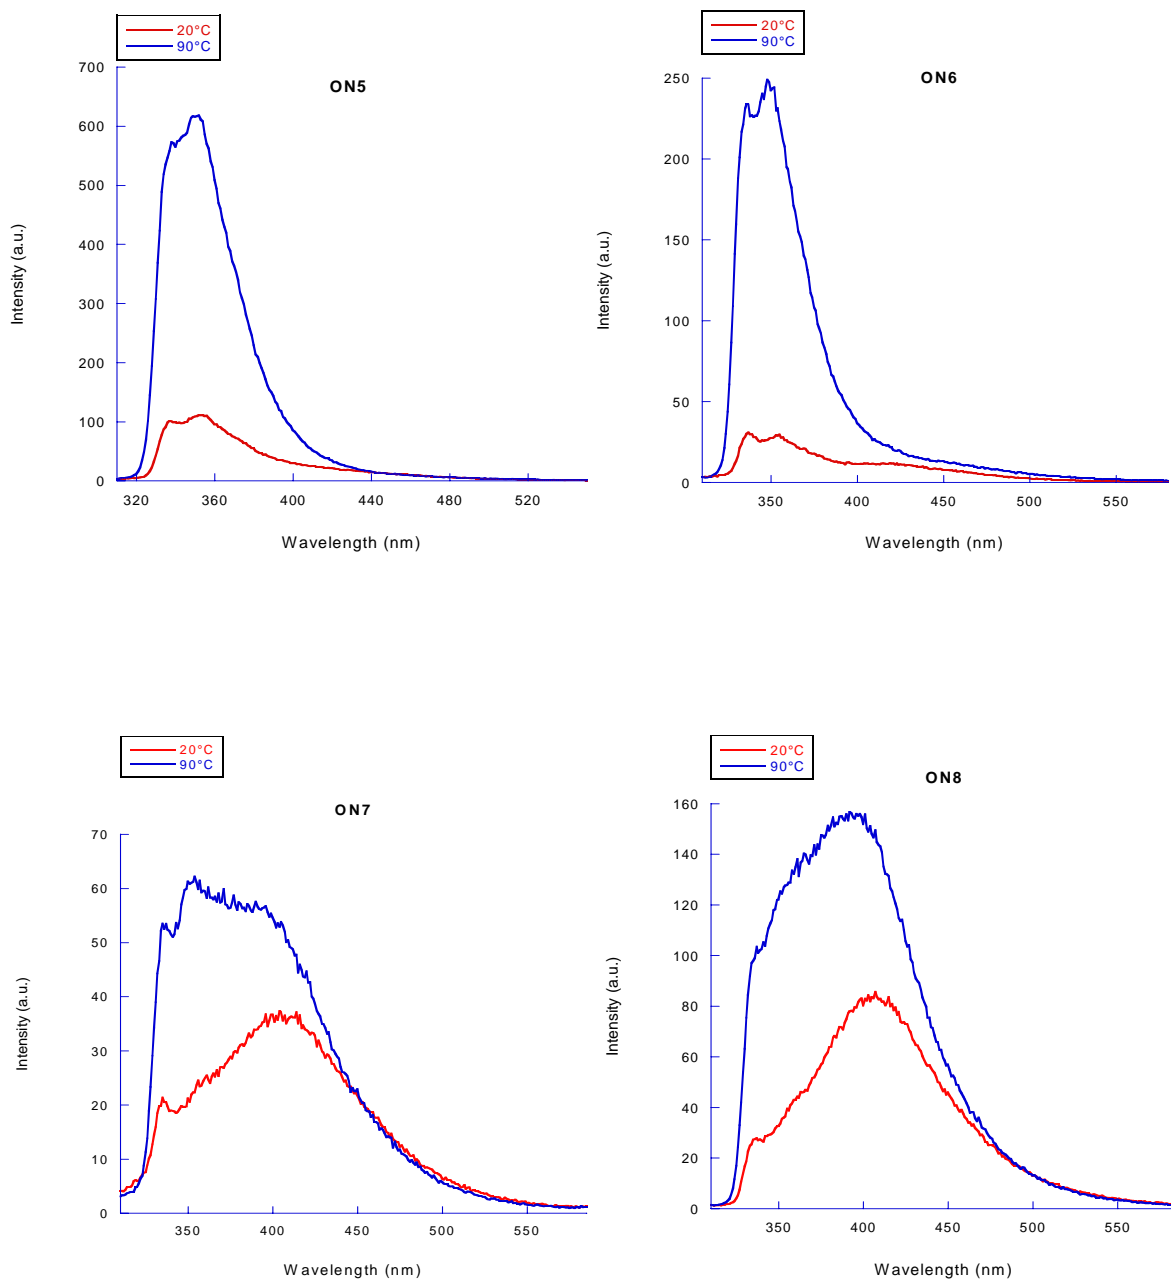 20°C
90°C
ON5
700
600
500
400
300
200
100
0
320 360 400 440 480 520
Intensity (a.u.)
Wavelength (nm)
20°C
90°C
ON6
250
200
150
100
50
0
350 400 450 500 550
Intensity (a.u.)
Wavelength (nm)
20°C
90°C
ON7
70
60
50
40
30
20
10
0
350 400 450 500 550
Intensity (a.u.)
Wavelength (nm)
20°C
90°C
ON8
160
140
120
100
80
60
40
20
0
350 400 450 500 550
Intensity (a.u.)
Wavelength (nm)